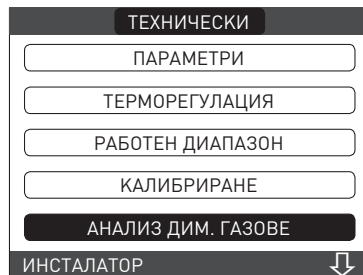 ТЕХНИЧЕСКИ
ПАРАМЕТРИ
ТЕРМОРЕГУЛАЦИЯ
РАБОТЕН ДИАПАЗОН
КАЛИБРИРАНЕ
АНАЛИЗ ДИМ. ГАЗОВЕ
ИНСТАЛАТОР